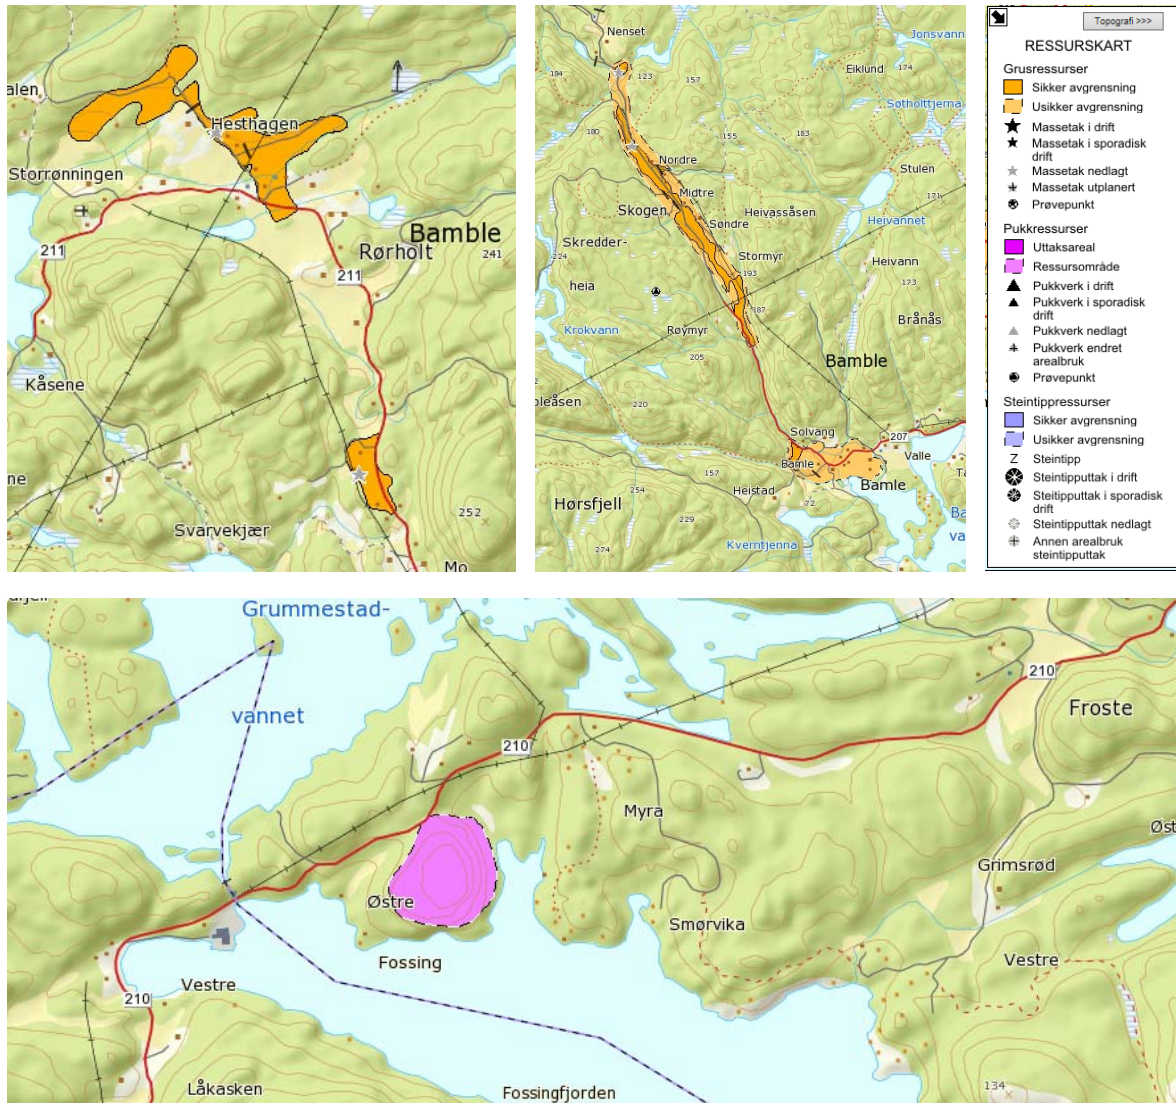 alen
Hesthagen
Storrønningen
211
Bamble
Rørholt
241
211
Kåsene
ne
Svarvekjær
252
Mo
Nenset
Jonsvann
184
123
157
Eiklund
174
Søtholttjerna
180
155
183
Nordre
Stulen
Midtre
171
Skogen
Heivassåsen
Heivannet
Søndre
Skredder-
224
Stormyr
Heivann
heia
193
173
187
Brånås
Krokvann
Røymyr
205
Bamble
pleåsen
220
Solvang
207
Bamle
Valle
157
Bamle
254
Heistad
72
Hørsfjell
229
Ba
Kverntjenna
va
274
Topografi >>>
RESSURSKART
Grusressurser
Sikker avgrensning
Usikker avgrensning
Massetak i drift
Massetak i sporadisk
drift
Massetak nedlagt
Massetak utplanert
Prøvepunkt
Pukkressurser
Uttaksareal
Ressursområde
Pukkverk i drift
Pukkverk i sporadisk
drift
Pukkverk nedlagt
Pukkverk endret
arealbruk
Prøvepunkt
Steintippressurser
Sikker avgrensning
Usikker avgrensning
Z Steintipp
Steintipputtak i drift
Steitipputtak i sporadisk
drift
Steintipputtak nedlagt
Annen arealbruk
steintipputtak
Grummestad-
vannet
210
210
Froste
Myra
Øst
Grimsrød
Østre
Smørvika
Fossing
Vestre
Vestre
210
Låkasken
Fossingfjorden
134